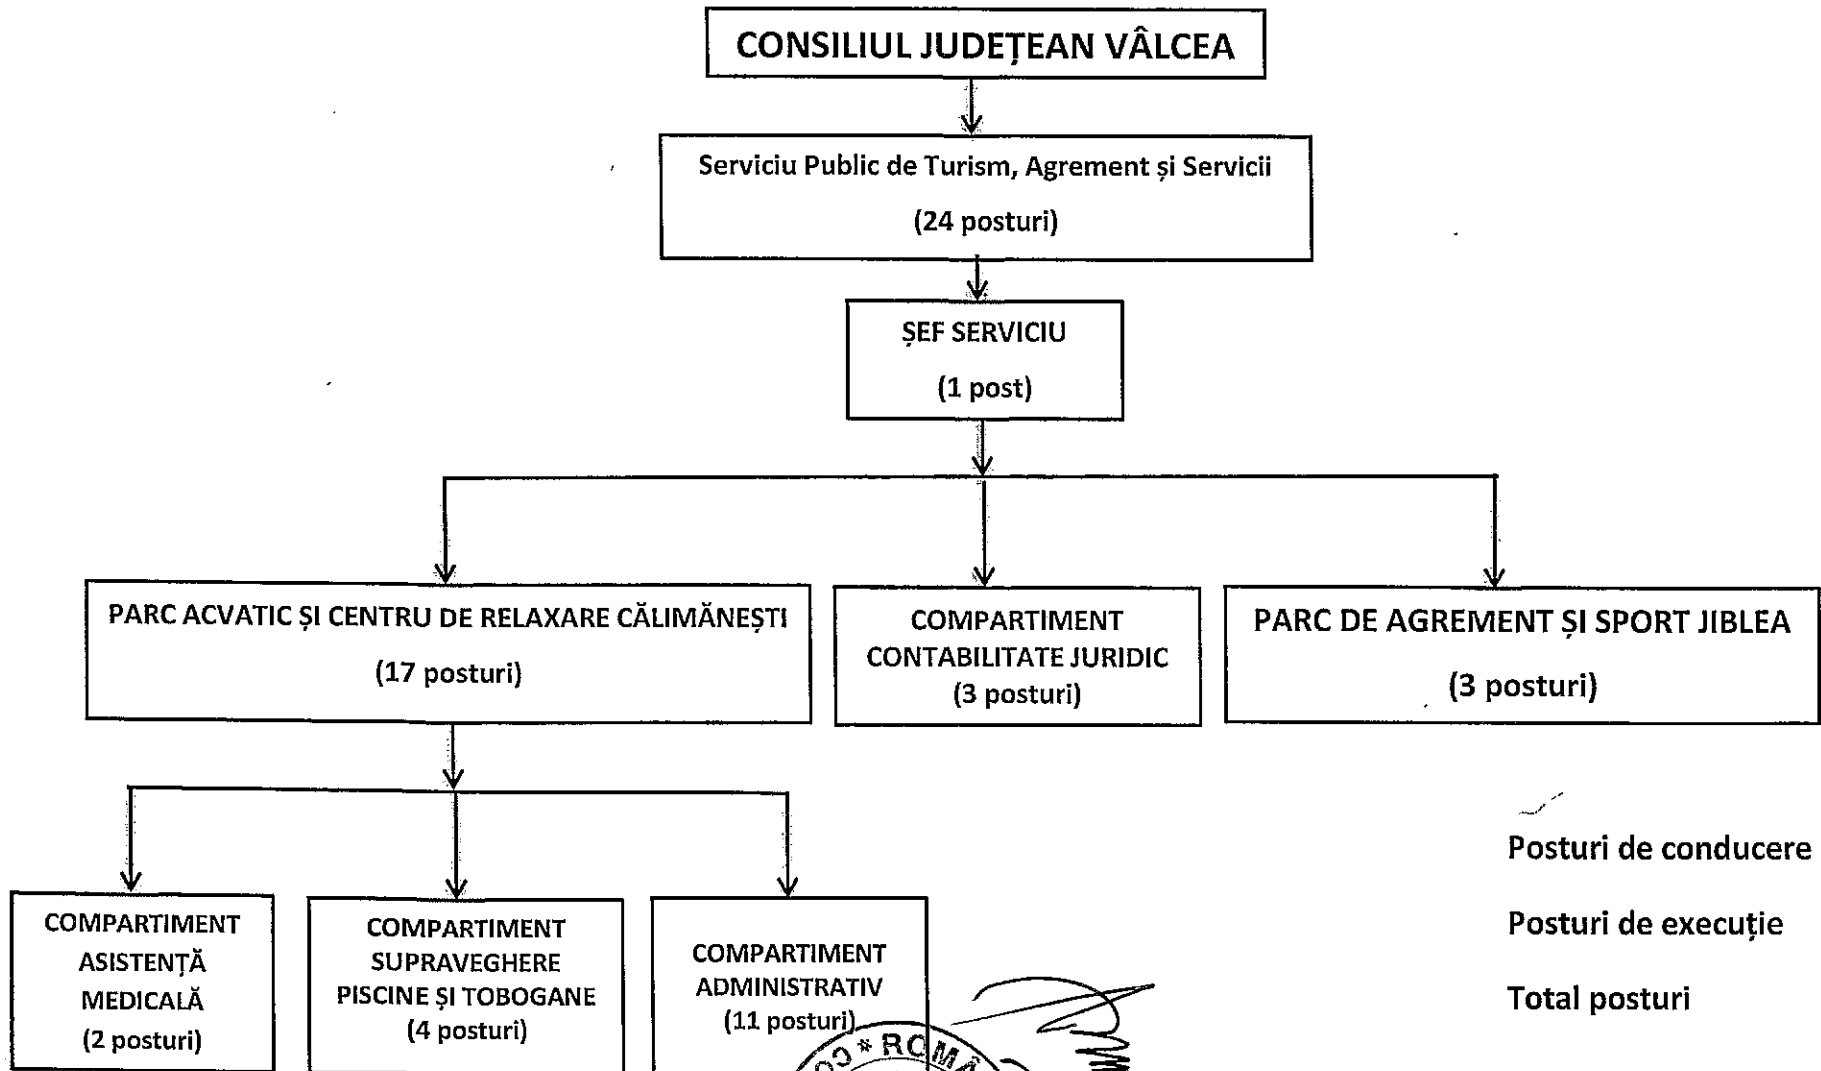 CONSILIUL JUDEȚEAN VÂLCEA
Serviciu Public de Turism, Agrement și Servicii
(24 posturi)
ȘEF SERVICIU
(1 post)
PARC ACVATIC ȘI CENTRU DE RELAXARE CĂLIMĂNEȘTI
(17 posturi)
COMPARTIMENT
CONTABILITATE JURIDIC
(3 posturi)
PARC DE AGREMENT ȘI SPORT JIBLEA
(3 posturi)
COMPARTIMENT
ASISTENȚĂ
MEDICALĂ
(2 posturi)
COMPARTIMENT
SUPRAVEGHERE
PISCINE ȘI TOBOGANE
(4 posturi)
COMPARTIMENT
ADMINISTRATIV
(11 posturi)
Posturi de conducere
Posturi de execuție
Total posturi